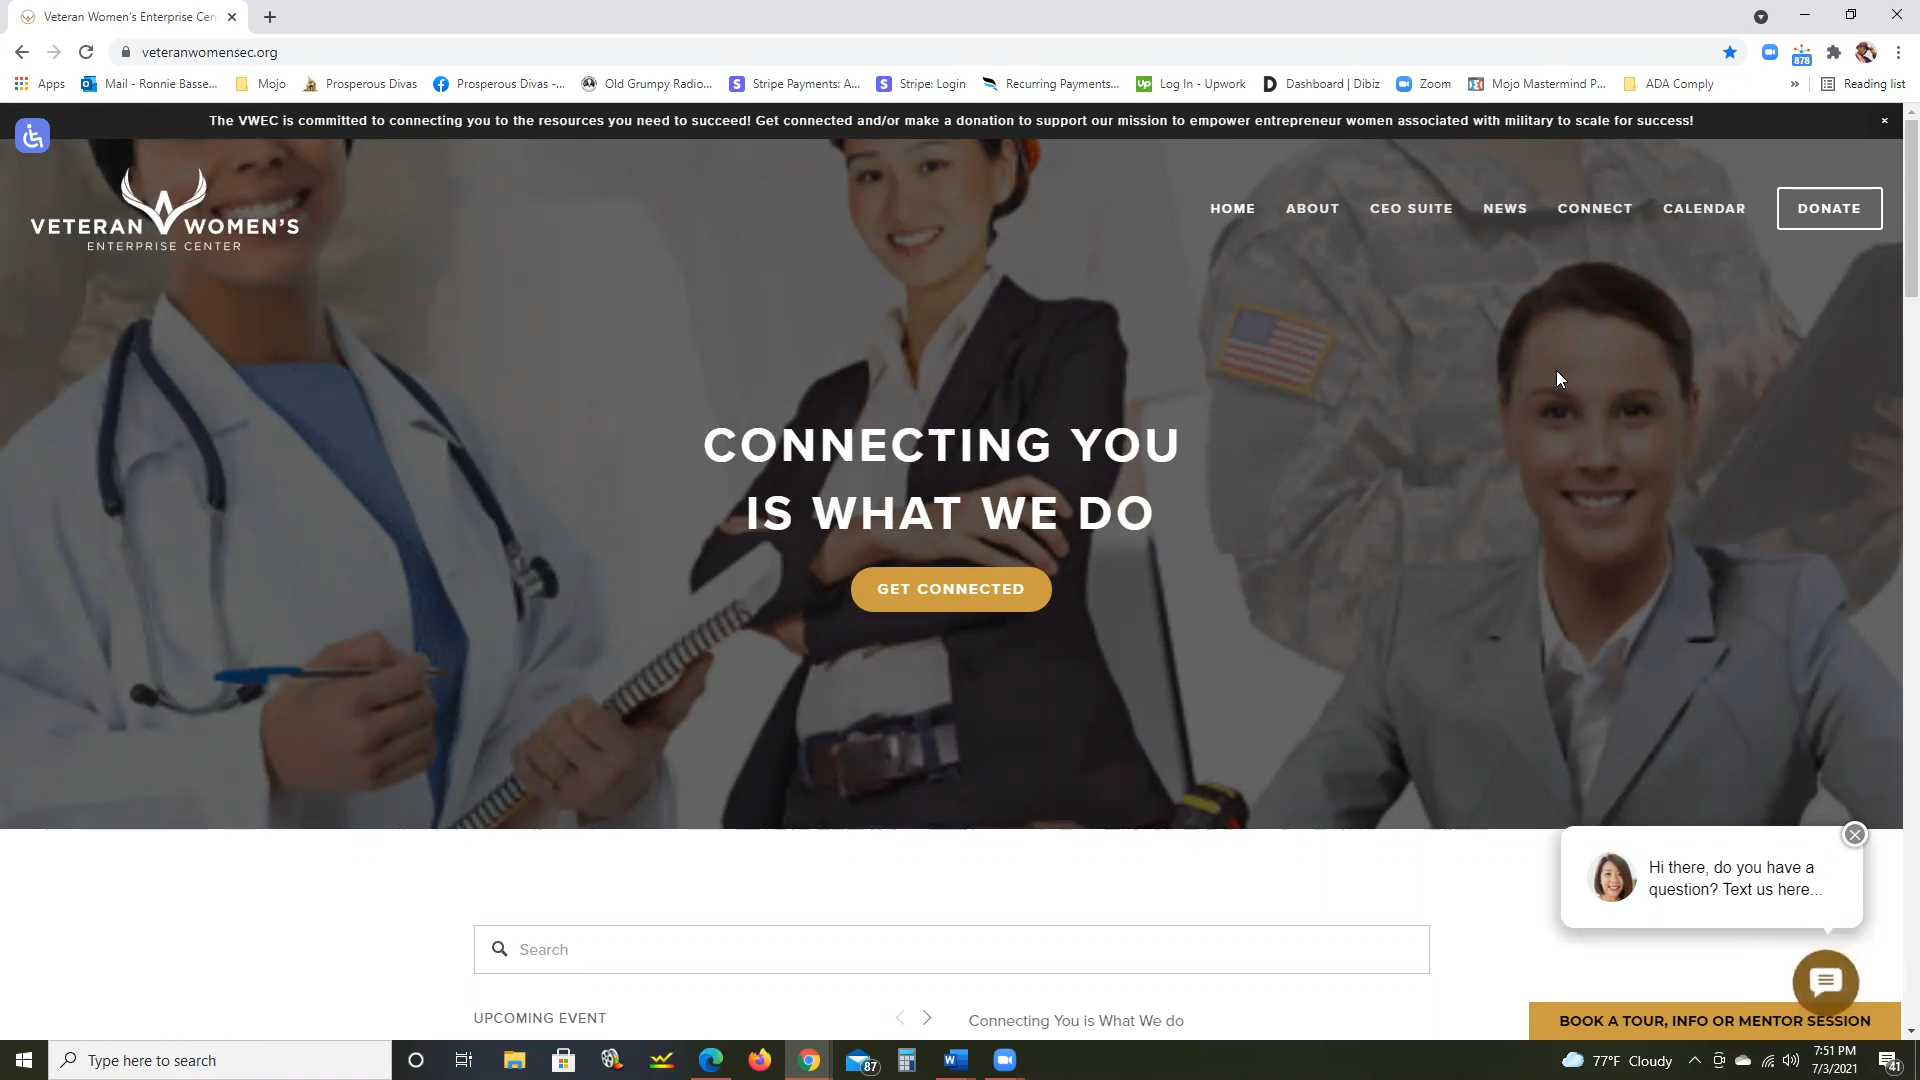 Veteran Women's Enterprise Cen
veteranwomensec.org
878
Apps
Mail - Ronnie Basse...
Mojo
Prosperous Divas
Prosperous Divas -...
Old Grumpy Radio...
Stripe Payments: A...
Stripe: Login
Recurring Payments...
Log In - Upwork
Dashboard | Dibiz
Zoom
Mojo Mastermind P...
ADA Comply
»
Reading list
The VWEC is committed to connecting you to the resources you need to succeed! Get connected and/or make a donation to support our mission to empower entrepreneur women associated with military to scale for success!
VETERAN WOMEN'S
ENTERPRISE CENTER
HOME
ABOUT
CEO SUITE
NEWS
CONNECT
CALENDAR
DONATE
CONNECTING YOU
IS WHAT WE DO
GET CONNECTED
Hi there, do you have a
question? Text us here...
Search
UPCOMING EVENT
Connecting You is What We do
BOOK A TOUR, INFO OR MENTOR SESSION
Type here to search
87
77°F Cloudy
7:51 PM
7/3/2021
41